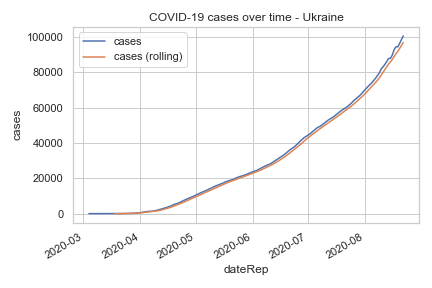 COVID-19 cases over time - Ukraine
cases
cases (rolling)
100000
80000
60000
40000
20000
0
cases
2020-03
2020-04
2020-05
2020-06
2020-07
2020-08
dateRep